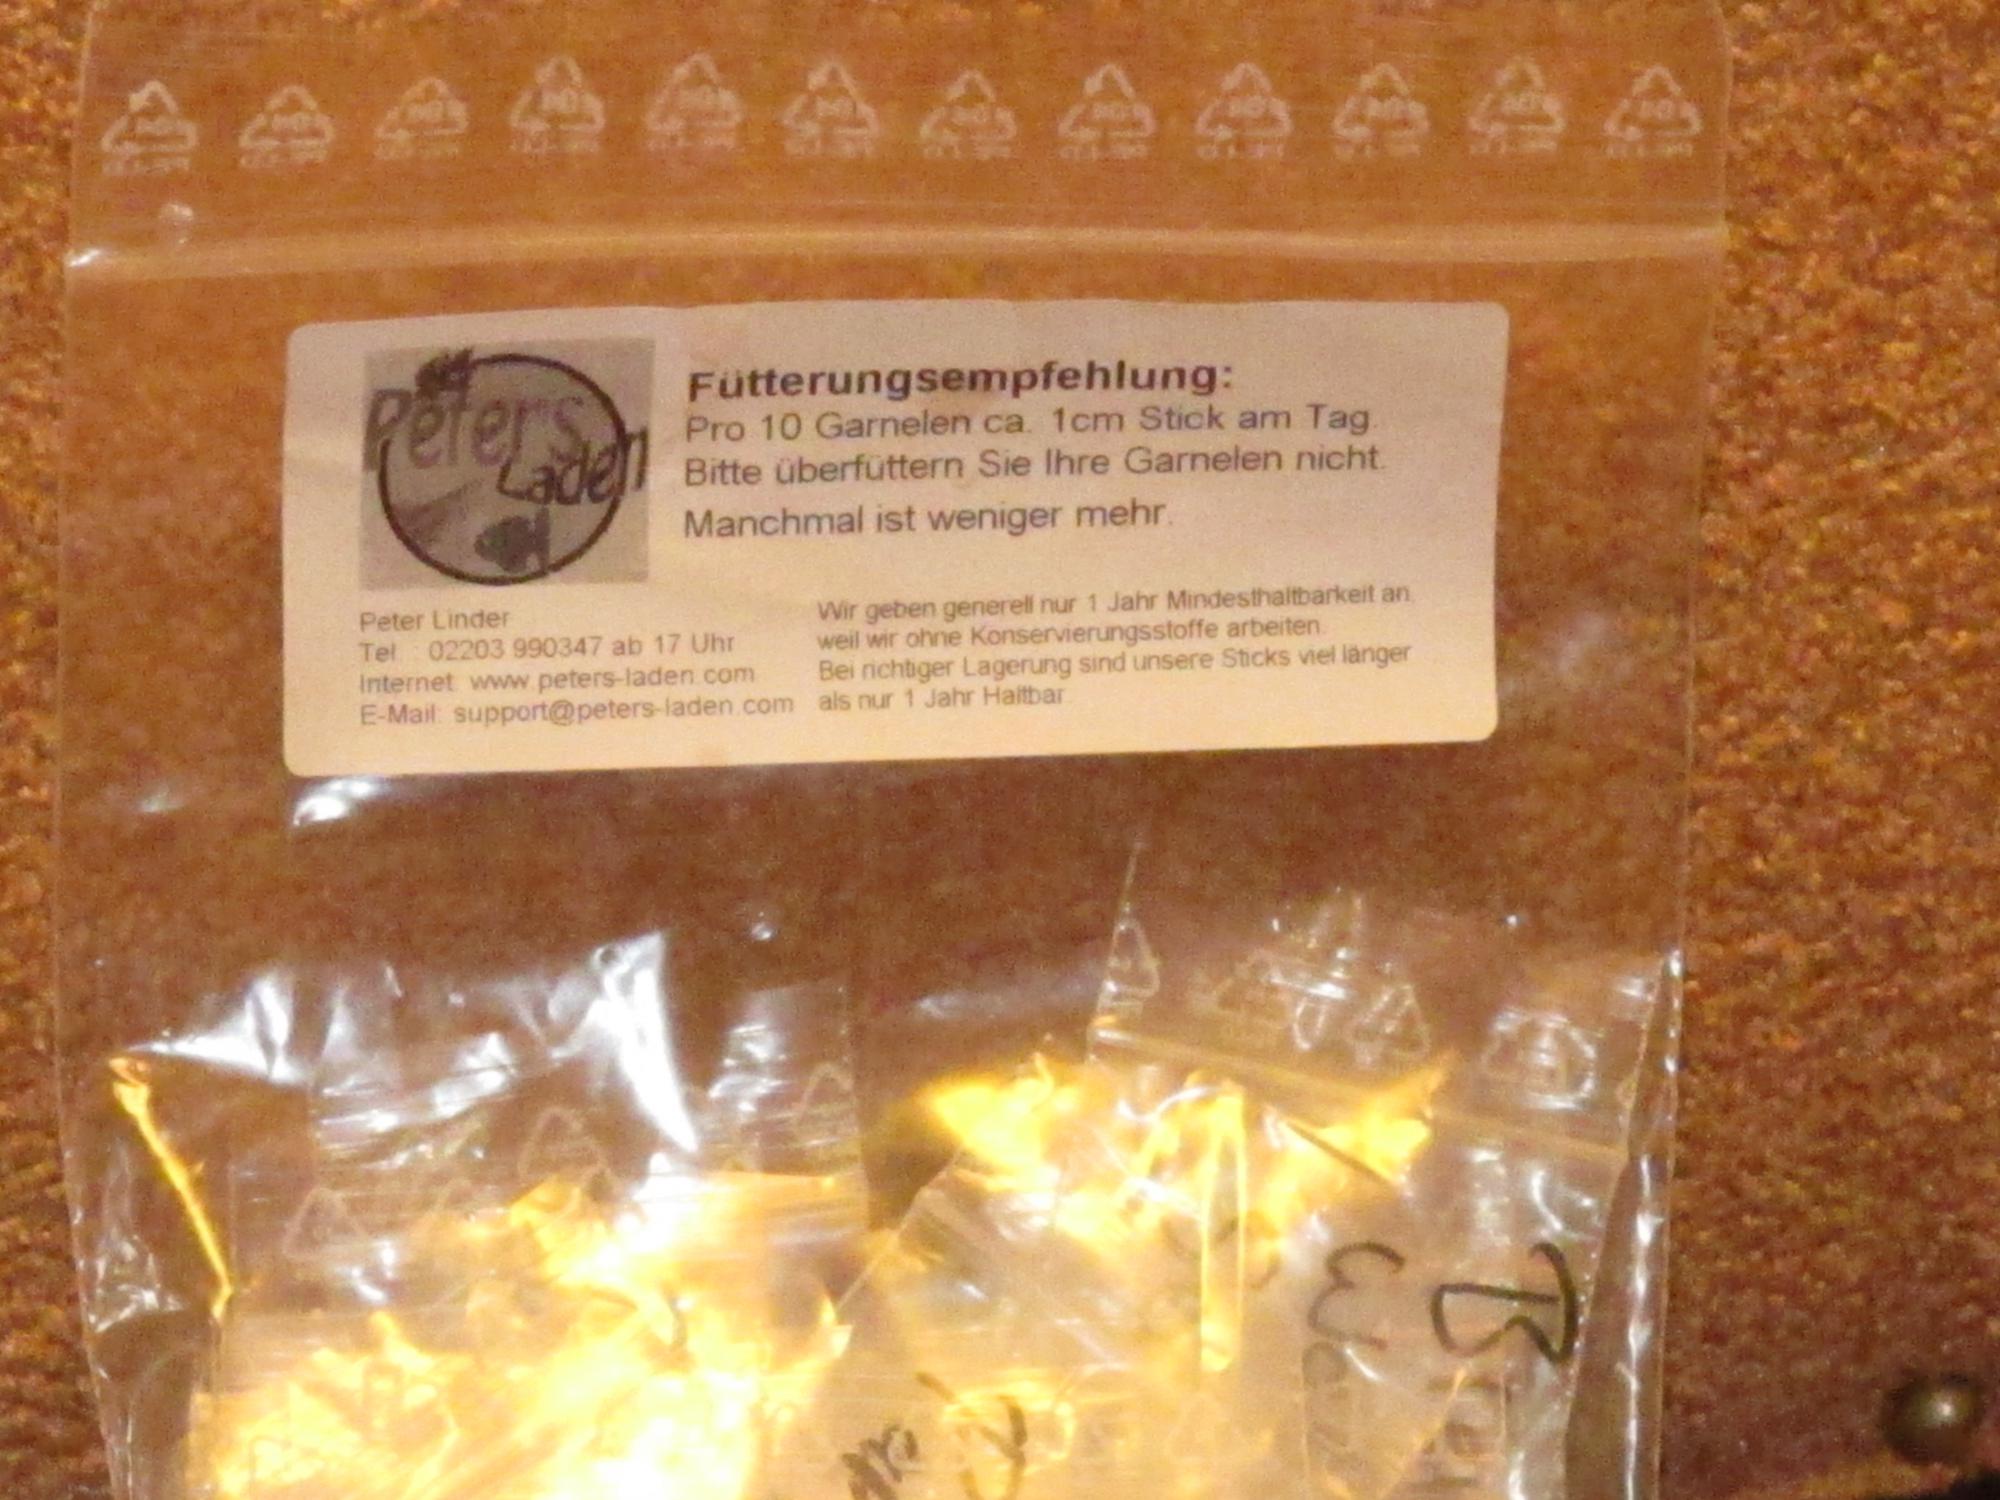 Peters
Laden
Fütterungsempfehlung:
Pro 10 Garnelen ca. 1cm Stick am Tag.
Bitte überfüttern Sie Ihre Garnelen nicht.
Manchmal ist weniger mehr.
Peter Linder
Tel. : 02203 990347 ab 17 Uhr
Internet: www.peters-laden.com
E-Mail: support@peters-laden.com
Wir geben generell nur 1 Jahr Mindesthaltbarkeit an,
weil wir ohne Konservierungsstoffe arbeiten.
Bei richtiger Lagerung sind unsere Sticks viel länger
als nur 1 Jahr Haltbar.